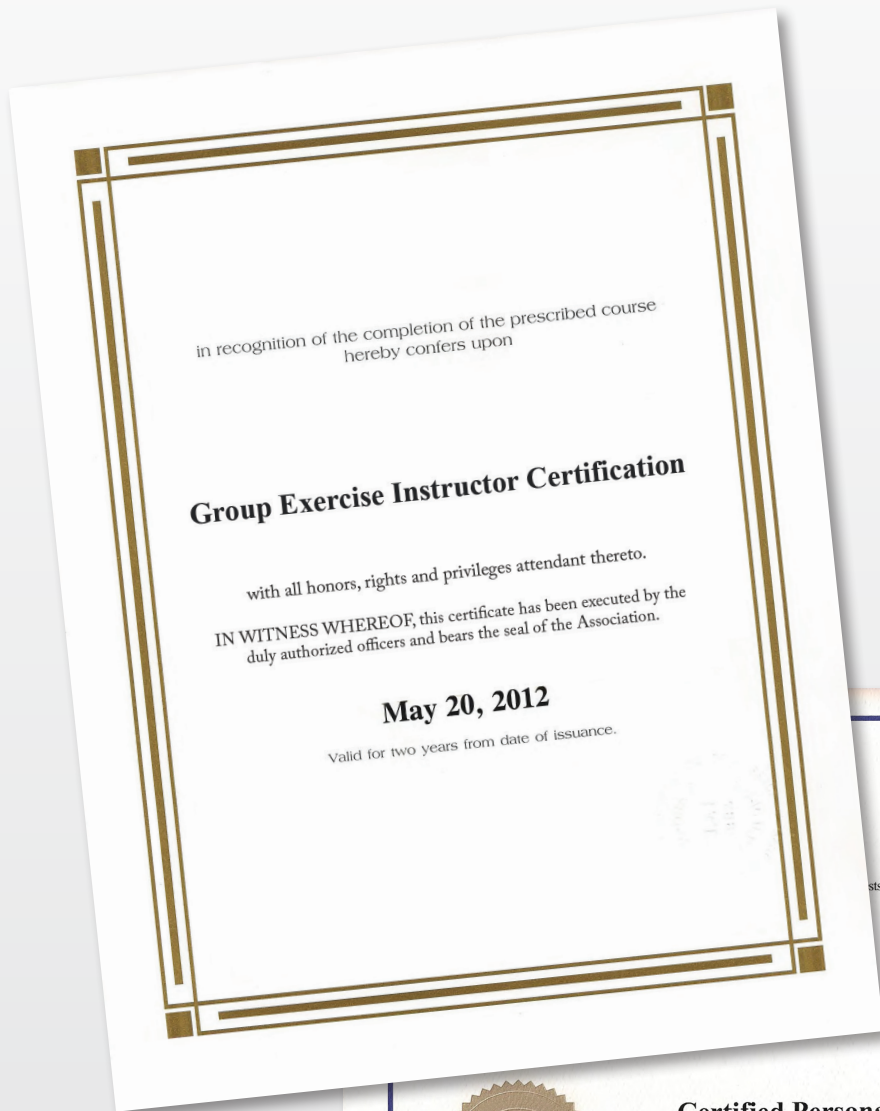 in recognition of the completion of the prescribed course
hereby confers upon
Group Exercise Instructor Certification
with all honors, rights and privileges attendant thereto.
IN WITNESS WHEREOF, this certificate has been executed by the
duly authorized officers and bears the seal of the Association.
May 20, 2012
Valid for two years from date of issuance.
Certified